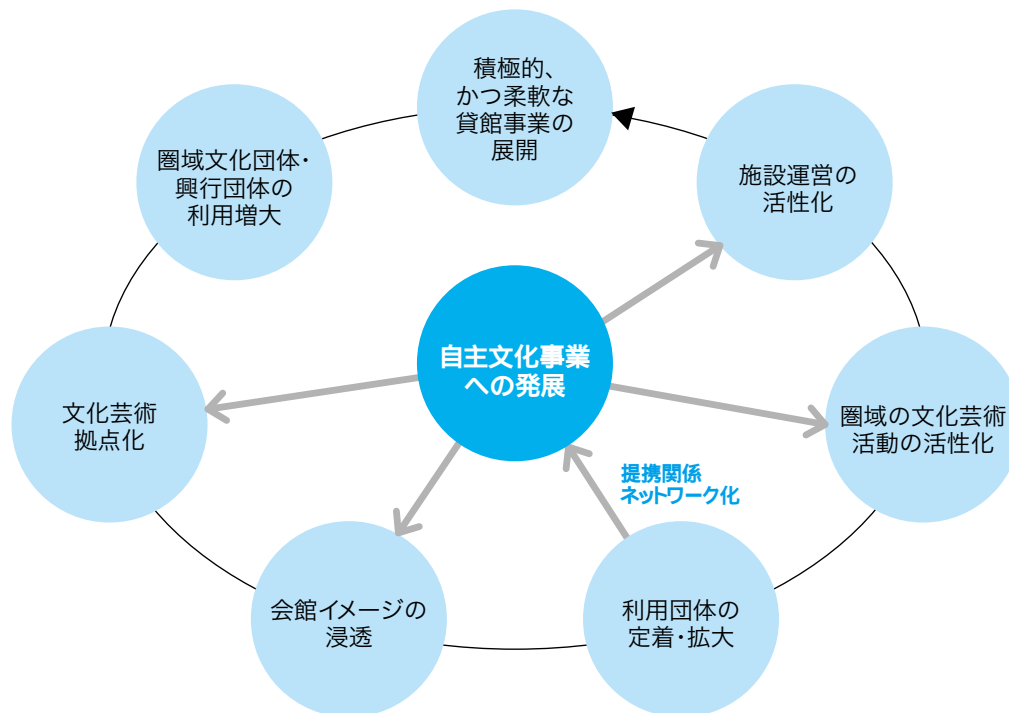 積極的、
かつ柔軟な
貸館事業の
展開
圏域文化団体・
興行団体の
利用増大
施設運営の
活性化
自主文化事業
への発展
文化芸術
拠点化
圏域の文化芸術
活動の活性化
提携関係
ネットワーク化
会館イメージの
浸透
利用団体の
定着・拡大